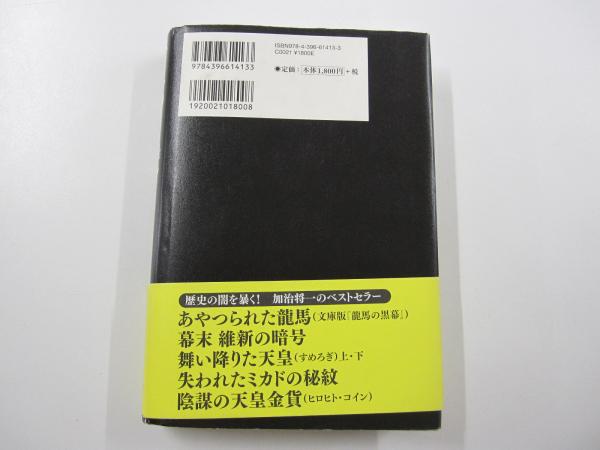 ISBN978-4-396-61413-3
C0021 ¥1800E
9784396614133
●定価：本体1,800円+税
1920021018008
歴史の闇を暴く！ 加治将一のベストセラー
あやつられた龍馬（文庫版『龍馬の黒幕』）
幕末 維新の暗号
舞い降りた天皇（すめろぎ）上・下
失われたミカドの秘紋
陰謀の天皇金貨（ヒロヒト・コイン）